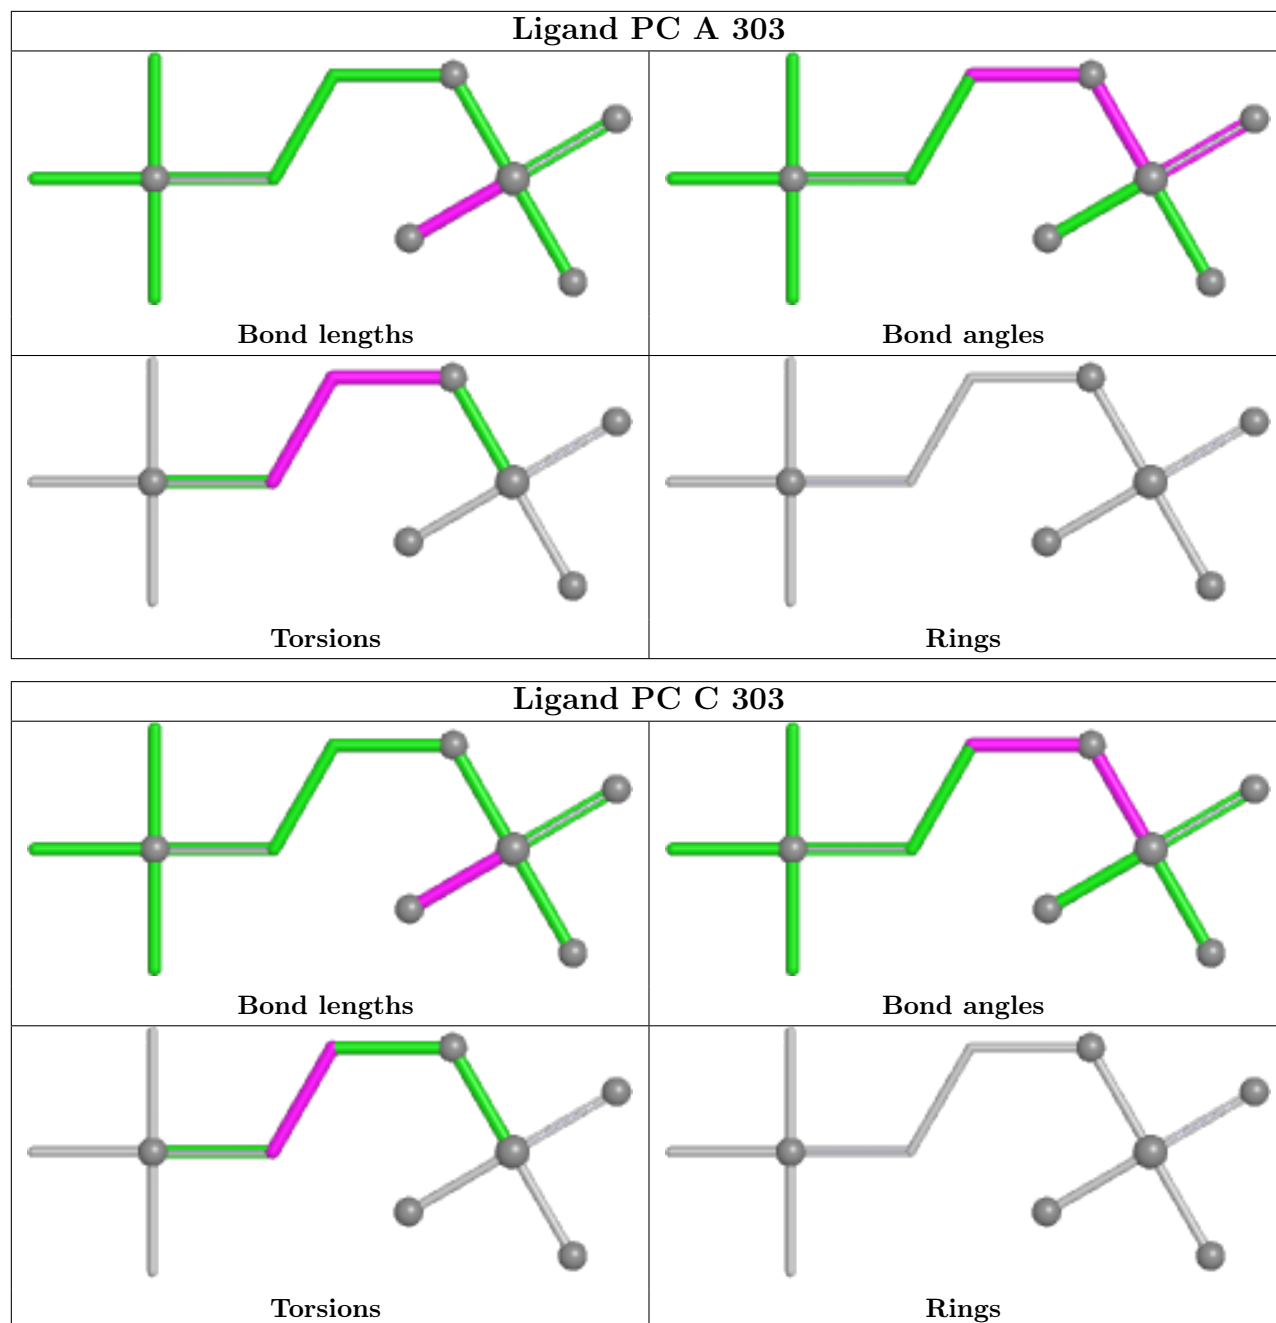 Ligand PC A 303
Bond lengths
Bond angles
Torsions
Rings
Ligand PC C 303
Bond lengths
Bond angles
Torsions
Rings